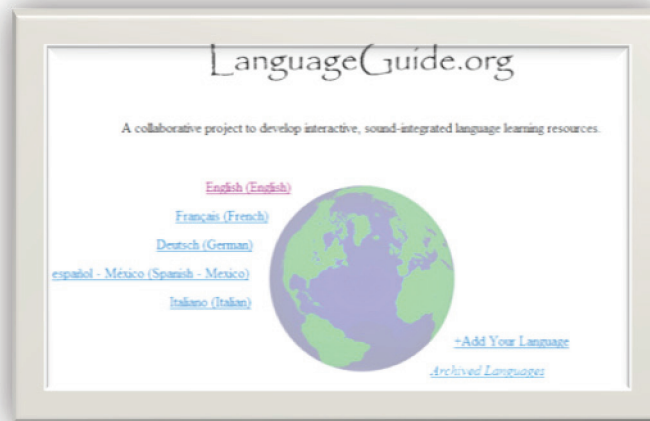 LanguageGuide.org
A collaborative project to develop interactive, sound-integrated language learning resources.
English (English)
Français (French)
Deutsch (German)
español - México (Spanish - Mexico)
Italiano (Italian)
+Add Your Language
Archived Languages